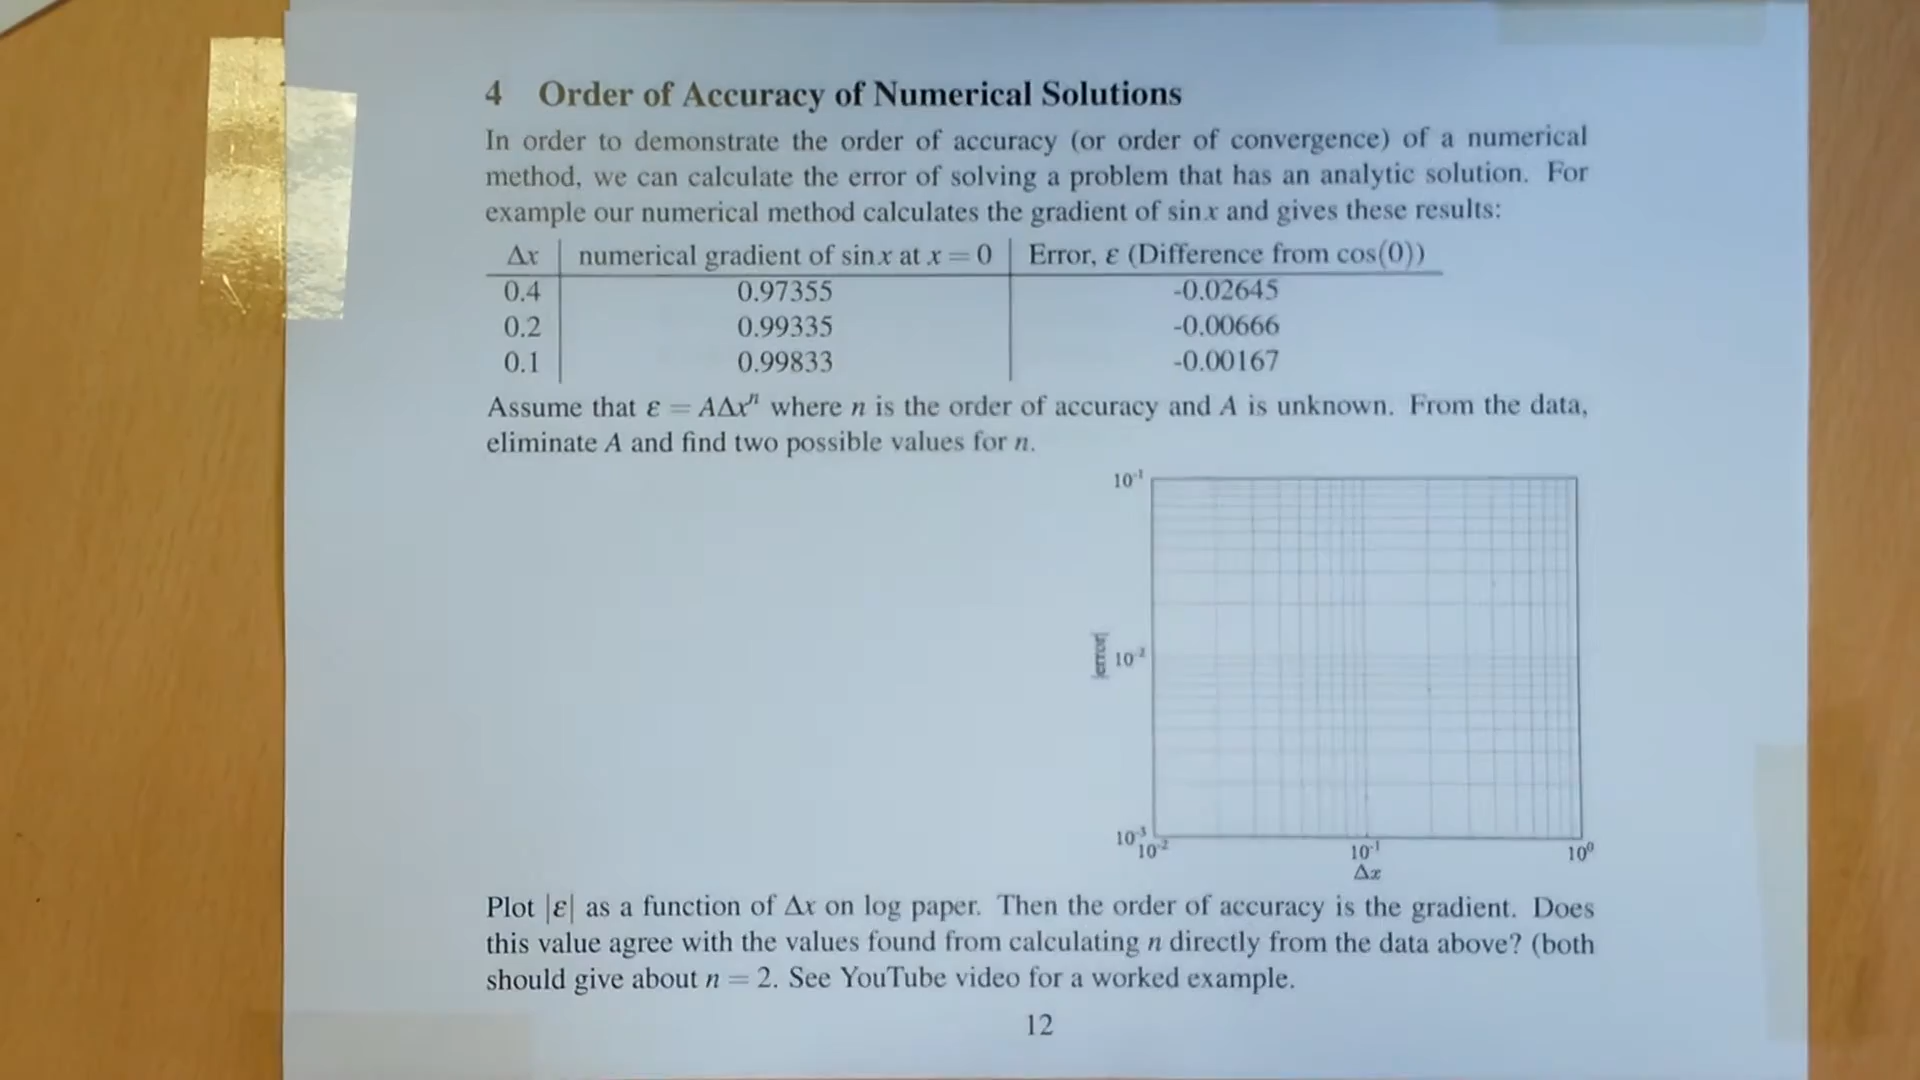 4 Order of Accuracy of Numerical Solutions
In order to demonstrate the order of accuracy (or order of convergence) of a numerical
method, we can calculate the error of solving a problem that has an analytic solution. For
example our numerical method calculates the gradient of sin x and gives these results:
Δx numerical gradient of sin x at x = 0 Error, ε (Difference from cos(0))
0.4 0.97355 -0.02645
0.2 0.99335 -0.00666
0.1 0.99833 -0.00167
Assume that ε = AΔxⁿ where n is the order of accuracy and A is unknown. From the data,
eliminate A and find two possible values for n.
10⁻¹
|error|
10⁻²
10⁻³
10⁻² 10⁻¹ 10⁰
Δx
Plot |ε| as a function of Δx on log paper. Then the order of accuracy is the gradient. Does
this value agree with the values found from calculating n directly from the data above? (both
should give about n = 2. See YouTube video for a worked example.
12